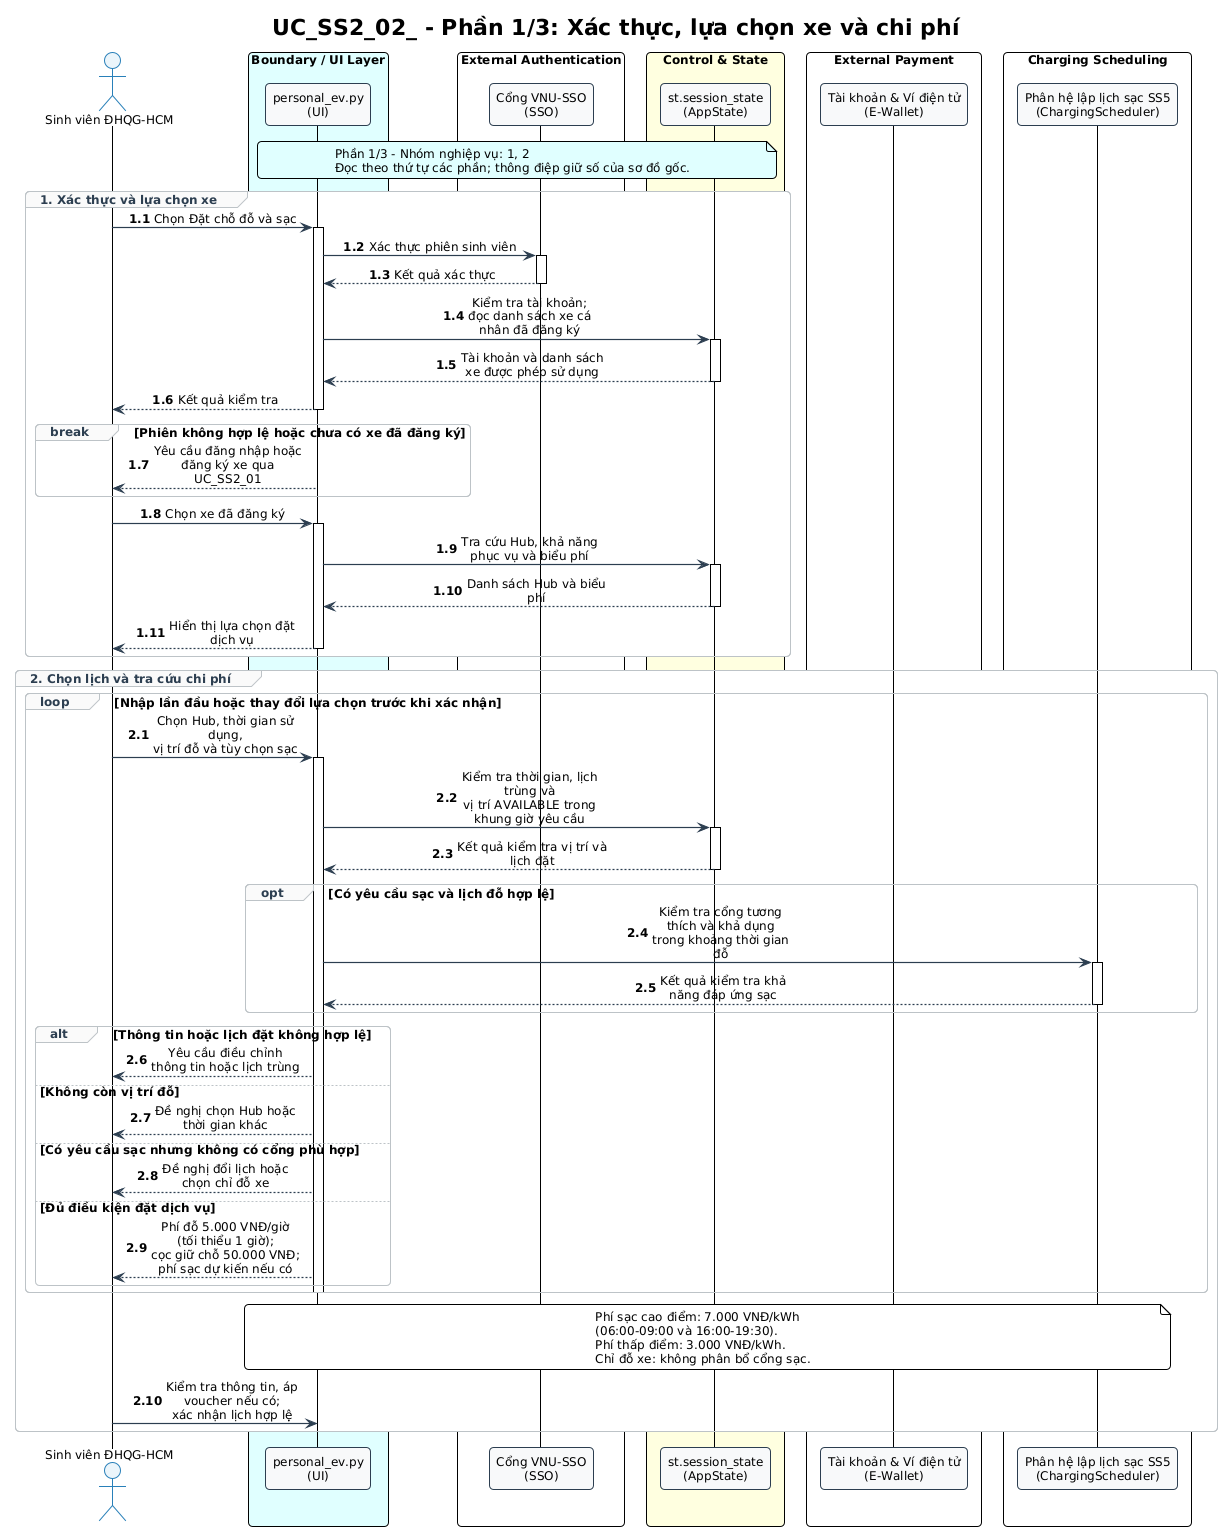 UC_SS2_02_ - Phần 1/3: Xác thực, lựa chọn xe và chi phí
Boundary / UI Layer
External Authentication
Control & State
External Payment
Charging Scheduling
Sinh viên ĐHQG-HCM
personal_ev.py
(UI)
Cổng VNU-SSO
(SSO)
st.session_state
(AppState)
Tài khoản & Ví điện tử
(E-Wallet)
Phân hệ lập lịch sạc SS5
(ChargingScheduler)
Phần 1/3 - Nhóm nghiệp vụ: 1, 2
Đọc theo thứ tự các phần; thông điệp giữ số của sơ đồ gốc.
1. Xác thực và lựa chọn xe
1.1 Chọn Đặt chỗ đỗ và sạc
1.2 Xác thực phiên sinh viên
1.3 Kết quả xác thực
Kiểm tra tài khoản;
1.4 đọc danh sách xe cá
nhân đã đăng ký
1.5 Tài khoản và danh sách
xe được phép sử dụng
1.6 Kết quả kiểm tra
break [Phiên không hợp lệ hoặc chưa có xe đã đăng ký]
Yêu cầu đăng nhập hoặc
1.7 đăng ký xe qua
UC_SS2_01
1.8 Chọn xe đã đăng ký
1.9 Tra cứu Hub, khả năng
phục vụ và biểu phí
1.10 Danh sách Hub và biểu
phí
1.11 Hiển thị lựa chọn đặt
dịch vụ
2. Chọn lịch và tra cứu chi phí
loop [Nhập lần đầu hoặc thay đổi lựa chọn trước khi xác nhận]
Chọn Hub, thời gian sử
2.1 dụng,
vị trí đỗ và tùy chọn sạc
Kiểm tra thời gian, lịch
trùng và
2.2 vị trí AVAILABLE trong
khung giờ yêu cầu
2.3 Kết quả kiểm tra vị trí và
lịch đặt
opt [Có yêu cầu sạc và lịch đỗ hợp lệ]
Kiểm tra cổng tương
thích và khả dụng
2.4 trong khoảng thời gian
đỗ
2.5 Kết quả kiểm tra khả
năng đáp ứng sạc
alt [Thông tin hoặc lịch đặt không hợp lệ]
2.6 Yêu cầu điều chỉnh
thông tin hoặc lịch trùng
[Không còn vị trí đỗ]
2.7 Đề nghị chọn Hub hoặc
thời gian khác
[Có yêu cầu sạc nhưng không có cổng phù hợp]
2.8 Đề nghị đổi lịch hoặc
chọn chỉ đỗ xe
[Đủ điều kiện đặt dịch vụ]
Phí đỗ 5.000 VNĐ/giờ
(tối thiểu 1 giờ);
2.9 cọc giữ chỗ 50.000 VNĐ;
phí sạc dự kiến nếu có
Phí sạc cao điểm: 7.000 VNĐ/kWh
(06:00-09:00 và 16:00-19:30).
Phí thấp điểm: 3.000 VNĐ/kWh.
Chỉ đỗ xe: không phân bổ cổng sạc.
Kiểm tra thông tin, áp
2.10 voucher nếu có;
xác nhận lịch hợp lệ
Sinh viên ĐHQG-HCM
personal_ev.py
(UI)
Cổng VNU-SSO
(SSO)
st.session_state
(AppState)
Tài khoản & Ví điện tử
(E-Wallet)
Phân hệ lập lịch sạc SS5
(ChargingScheduler)